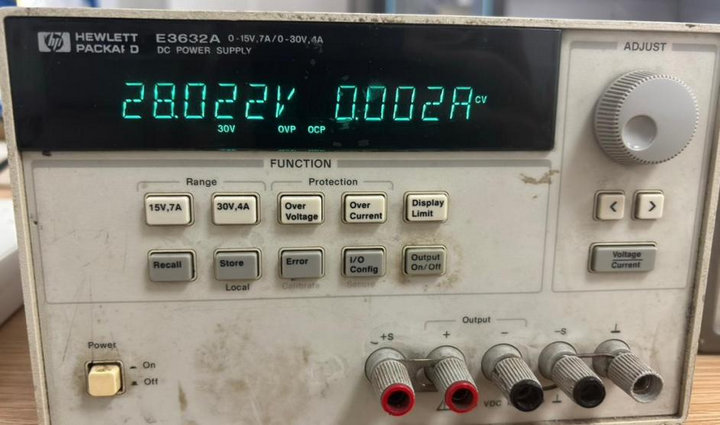 hp HEWLETT PACKARD E3632A 0-15V,7A/0-30V,4A
DC POWER SUPPLY
ADJUST
28.022V 0.002A CV
30V OVP OCP
FUNCTION
Range
Protection
15V,7A
30V,4A
Over Voltage
Over Current
Display Limit
< >
Recall
Store
Error
I/O Config
Output On/Off
Voltage
Current
Local
Calibrate
Secure
Output
Power
On
Off
+S
+
-
-S
VDC